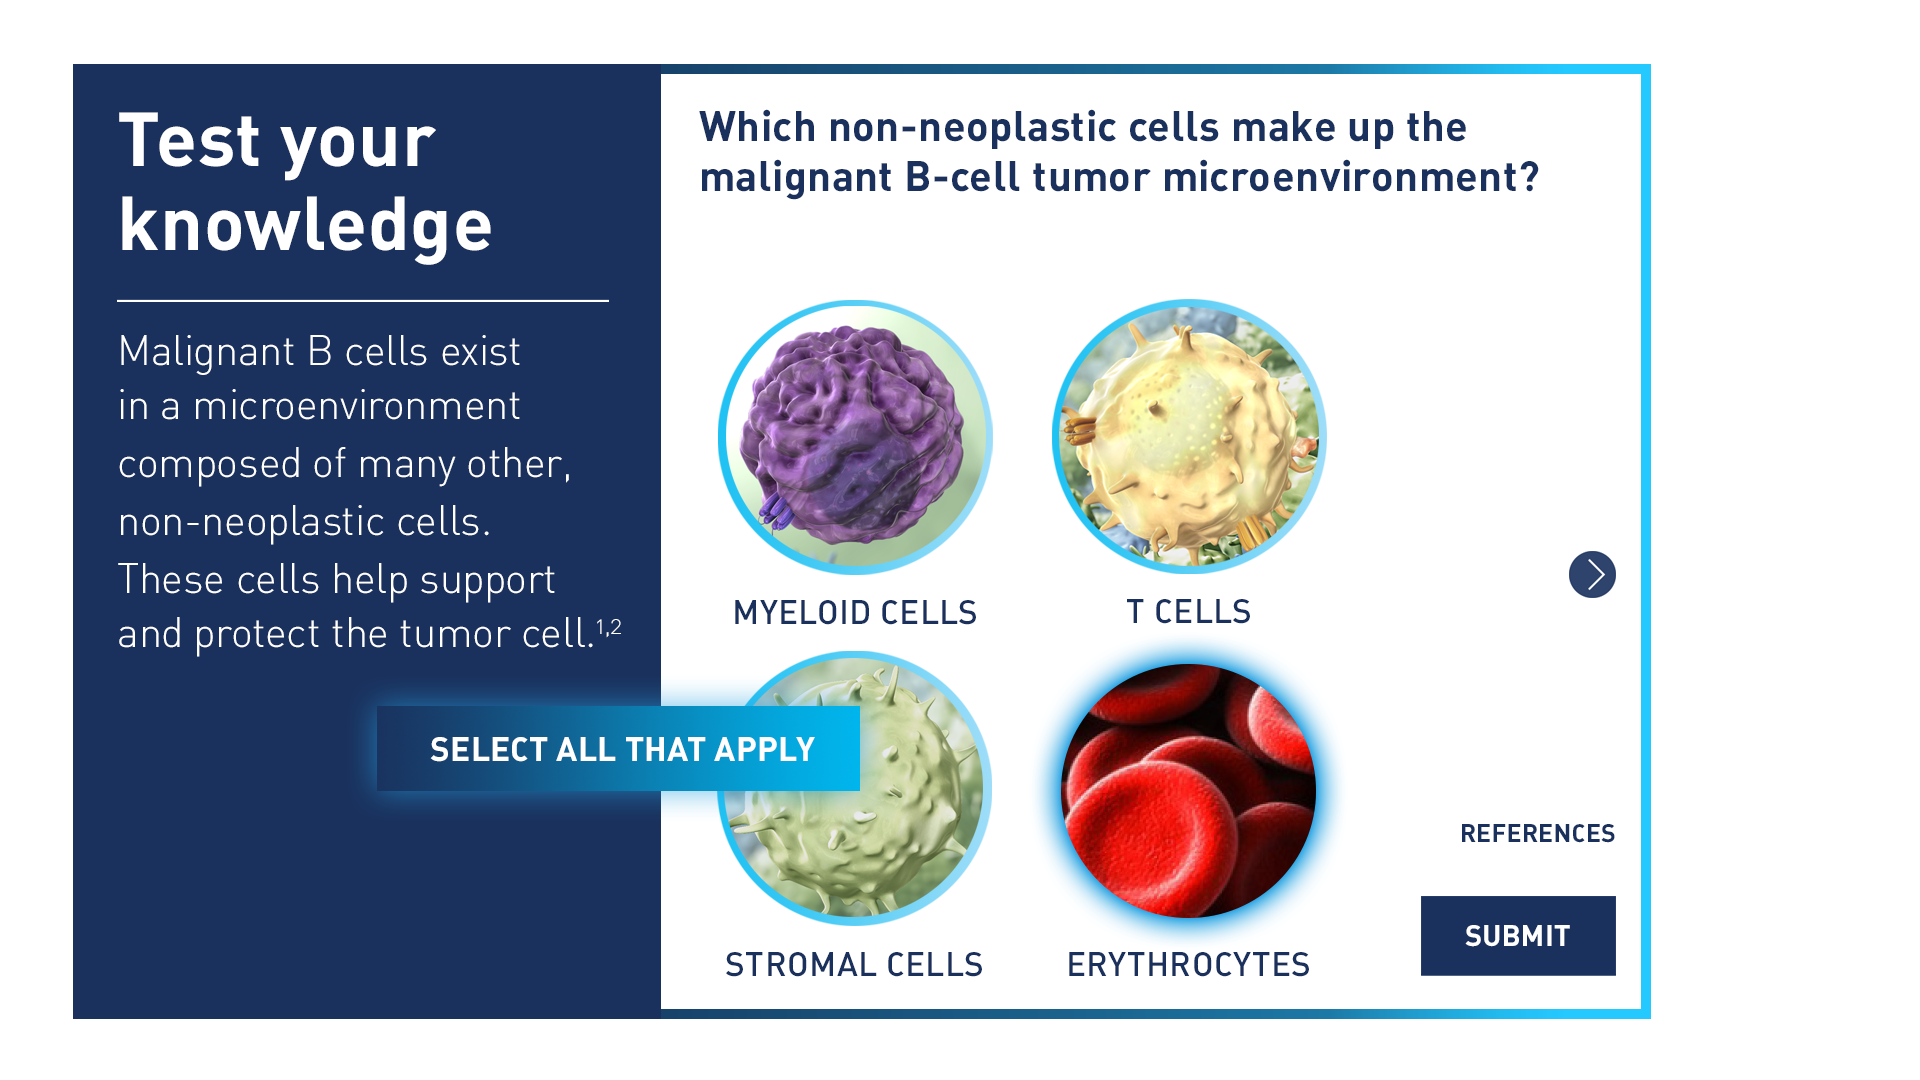 Test your
knowledge
Malignant B cells exist
in a microenvironment
composed of many other,
non-neoplastic cells.
These cells help support
and protect the tumor cell.1,2
SELECT ALL THAT APPLY
Which non-neoplastic cells make up the
malignant B-cell tumor microenvironment?
MYELOID CELLS
T CELLS
STROMAL CELLS
ERYTHROCYTES
REFERENCES
SUBMIT